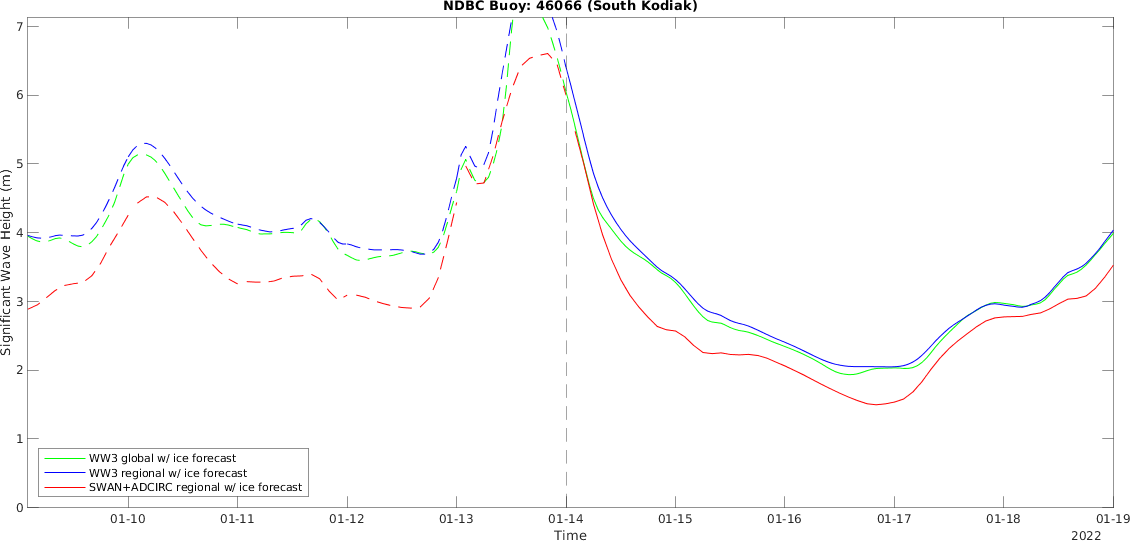 NDBC Buoy: 46066 (South Kodiak)
7
6
5
4
3
2
1
0
Significant Wave Height (m)
WW3 global w/ ice forecast
WW3 regional w/ ice forecast
SWAN+ADCIRC regional w/ ice forecast
01-10 01-11 01-12 01-13 01-14 01-15 01-16 01-17 01-18 01-19
Time
2022